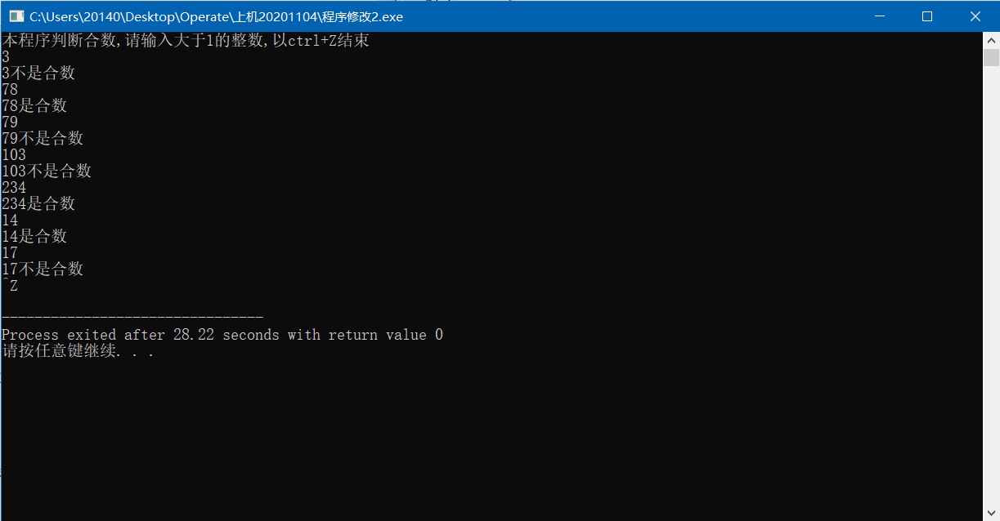 C:\Users\20140\Desktop\Operate\上机20201104\程序修改2.exe
本程序判断合数,请输入大于1的整数,以ctrl+Z结束
3
3不是合数
78
78是合数
79
79不是合数
103
103不是合数
234
234是合数
14
14是合数
17
17不是合数
^Z
--------------------------------
Process exited after 28.22 seconds with return value 0
请按任意键继续. . .